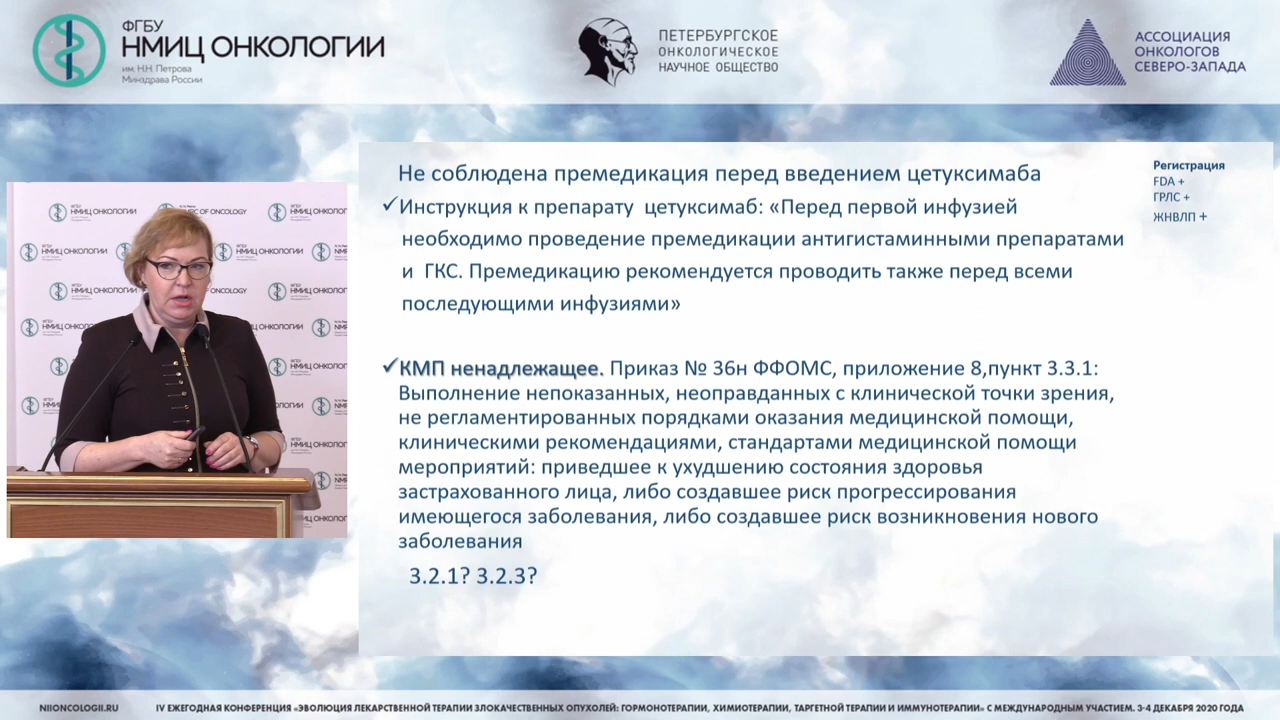 ФГБУ
НМИЦ ОНКОЛОГИИ
им. Н.Н. Петрова
Минздрава России
ПЕТЕРБУРГСКОЕ
ОНКОЛОГИЧЕСКОЕ
НАУЧНОЕ ОБЩЕСТВО
АССОЦИАЦИЯ
ОНКОЛОГОВ
СЕВЕРО-ЗАПАДА
Не соблюдена премедикация перед введением цетуксимаба
✓Инструкция к препарату цетуксимаб: «Перед первой инфузией
необходимо проведение премедикации антигистаминными препаратами
и ГКС. Премедикацию рекомендуется проводить также перед всеми
последующими инфузиями»
Регистрация
FDA +
ГРЛС +
ЖНВЛП +
✓КМП ненадлежащее. Приказ № 36н ФФОМС, приложение 8,пункт 3.3.1:
Выполнение непоказанных, неоправданных с клинической точки зрения,
не регламентированных порядками оказания медицинской помощи,
клиническими рекомендациями, стандартами медицинской помощи
мероприятий: приведшее к ухудшению состояния здоровья
застрахованного лица, либо создавшее риск прогрессирования
имеющегося заболевания, либо создавшее риск возникновения нового
заболевания
3.2.1? 3.2.3?
NIIONCOLOGII.RU
IV ЕЖЕГОДНАЯ КОНФЕРЕНЦИЯ «ЭВОЛЮЦИЯ ЛЕКАРСТВЕННОЙ ТЕРАПИИ ЗЛОКАЧЕСТВЕННЫХ ОПУХОЛЕЙ: ГОРМОНОТЕРАПИИ, ХИМИОТЕРАПИИ, ТАРГЕТНОЙ ТЕРАПИИ И ИММУНОТЕРАПИИ» С МЕЖДУНАРОДНЫМ УЧАСТИЕМ. 3-4 ДЕКАБРЯ 2020 ГОДА